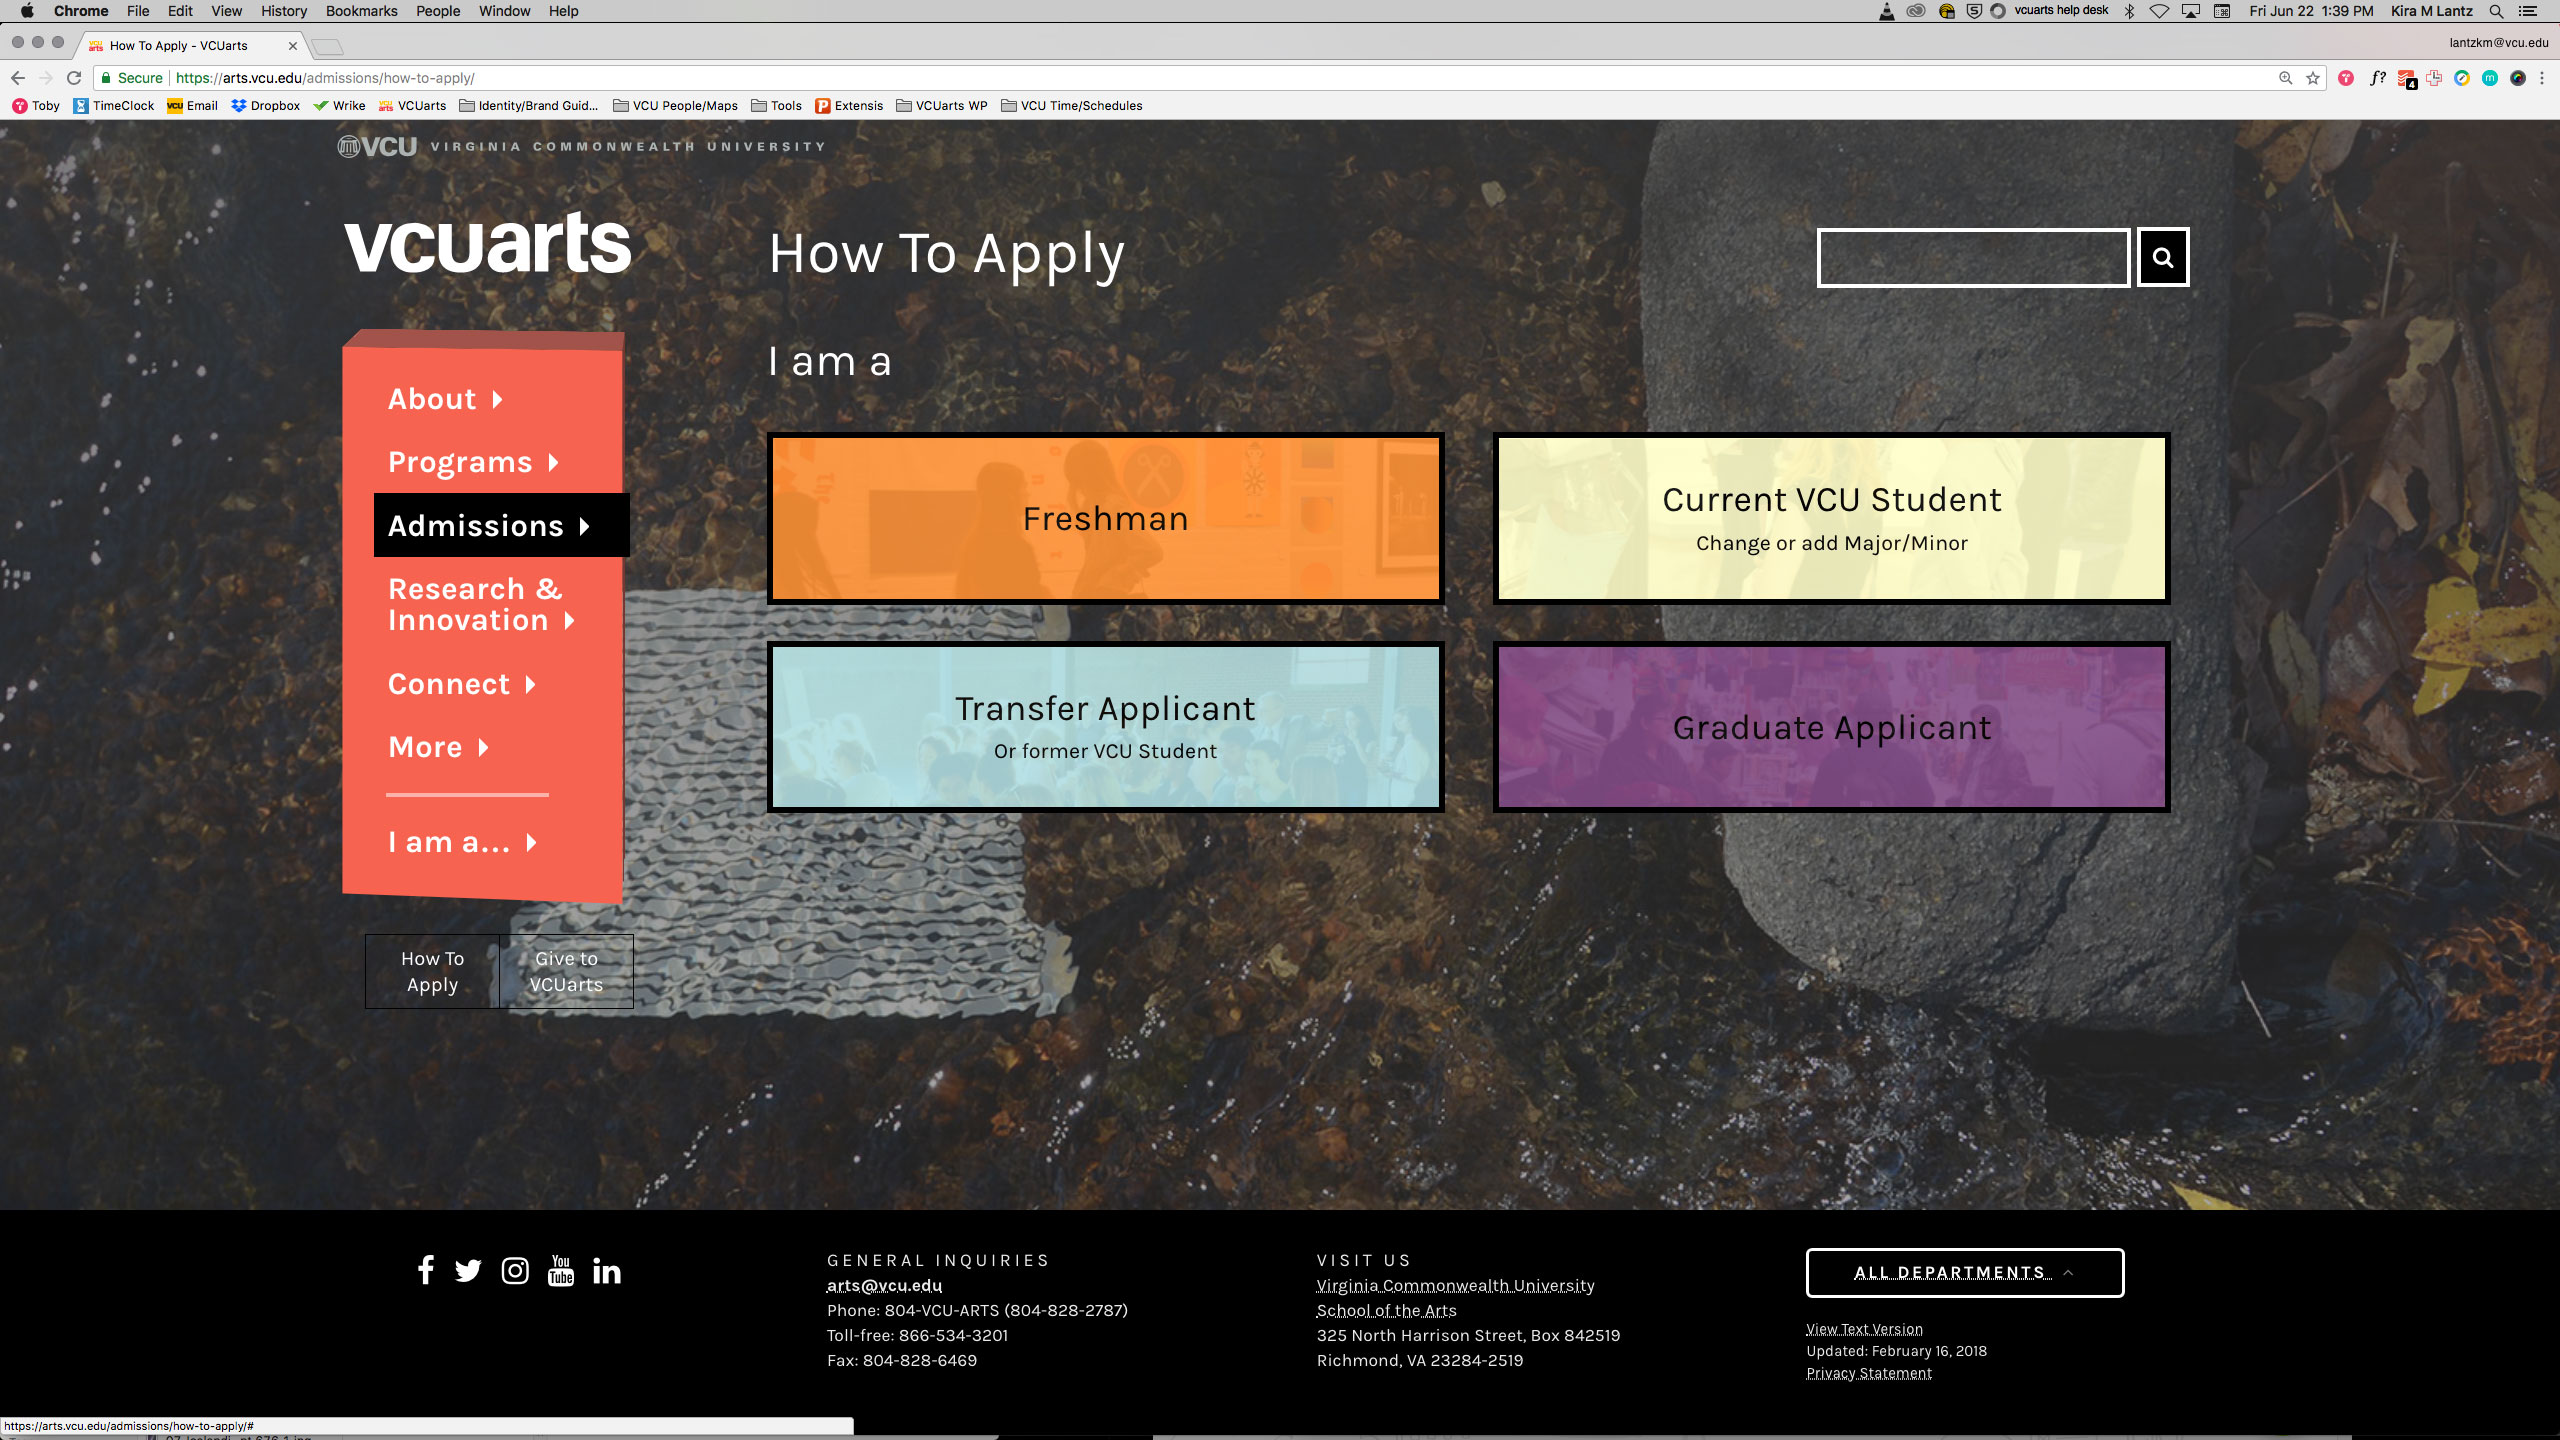 Chrome File Edit View History Bookmarks People Window Help
vcuarts help desk Fri Jun 22 1:39 PM Kira M Lantz
How To Apply - VCUarts
lantzkm@vcu.edu
Secure https://arts.vcu.edu/admissions/how-to-apply/
Toby TimeClock Email Dropbox Wrike VCUarts Identity/Brand Guid... VCU People/Maps Tools Extensis VCUarts WP VCU Time/Schedules
VCU VIRGINIA COMMONWEALTH UNIVERSITY
vcuarts
How To Apply
I am a
About
Programs
Admissions
Research &
Innovation
Connect
More
I am a...
How To
Apply
Give to
VCUarts
Freshman
Current VCU Student
Change or add Major/Minor
Transfer Applicant
Or former VCU Student
Graduate Applicant
GENERAL INQUIRIES
arts@vcu.edu
Phone: 804-VCU-ARTS (804-828-2787)
Toll-free: 866-534-3201
Fax: 804-828-6469
VISIT US
Virginia Commonwealth University
School of the Arts
325 North Harrison Street, Box 842519
Richmond, VA 23284-2519
ALL DEPARTMENTS
View Text Version
Updated: February 16, 2018
Privacy Statement
https://arts.vcu.edu/admissions/how-to-apply/#